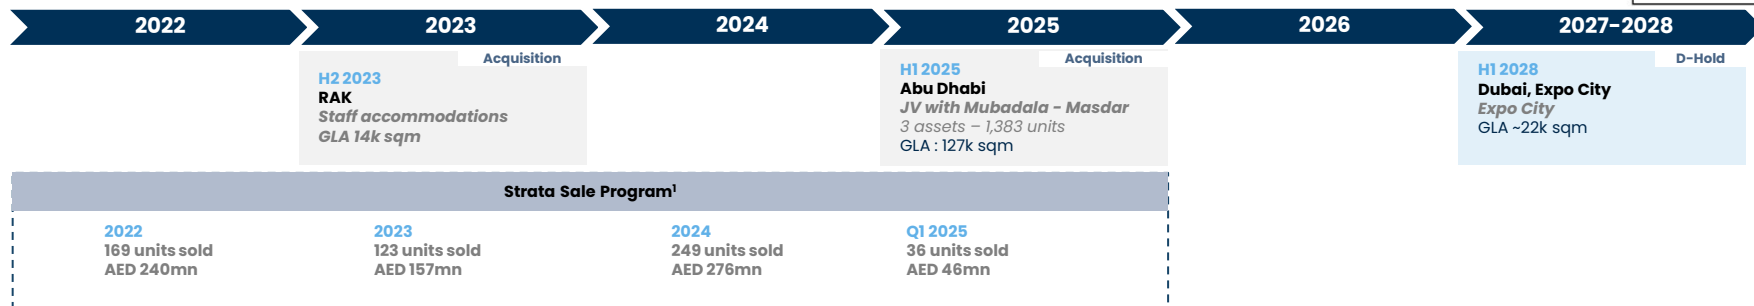 2022
2023
2024
2025
2026
2027-2028
Acquisition
H2 2023
RAK
Staff accommodations
GLA 14k sqm
Acquisition
H1 2025
Abu Dhabi
JV with Mubadala - Masdar
3 assets – 1,383 units
GLA : 127k sqm
D-Hold
H1 2028
Dubai, Expo City
Expo City
GLA ~22k sqm
Strata Sale Program¹
2022
169 units sold
AED 240mn
2023
123 units sold
AED 157mn
2024
249 units sold
AED 276mn
Q1 2025
36 units sold
AED 46mn